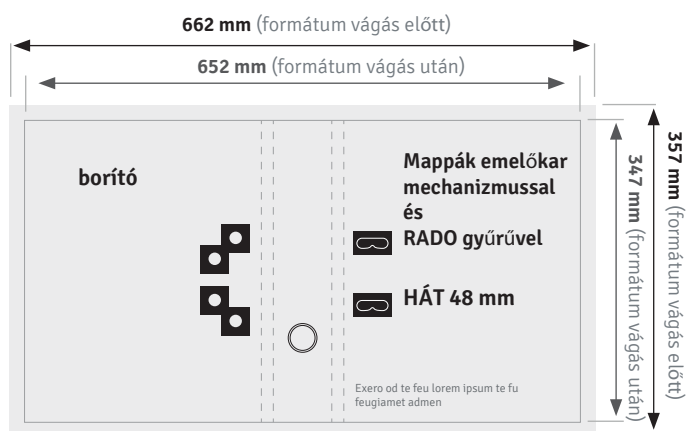 662 mm (formátum vágás előtt)
652 mm (formátum vágás után)
borító
Mappák emelőkar
mechanizmussal
és
RADO gyűrűvel
HÁT 48 mm
Exero od te feu lorem ipsum te fu
feugiamet admen
347 mm (formátum vágás után)
357 mm (formátum vágás előtt)